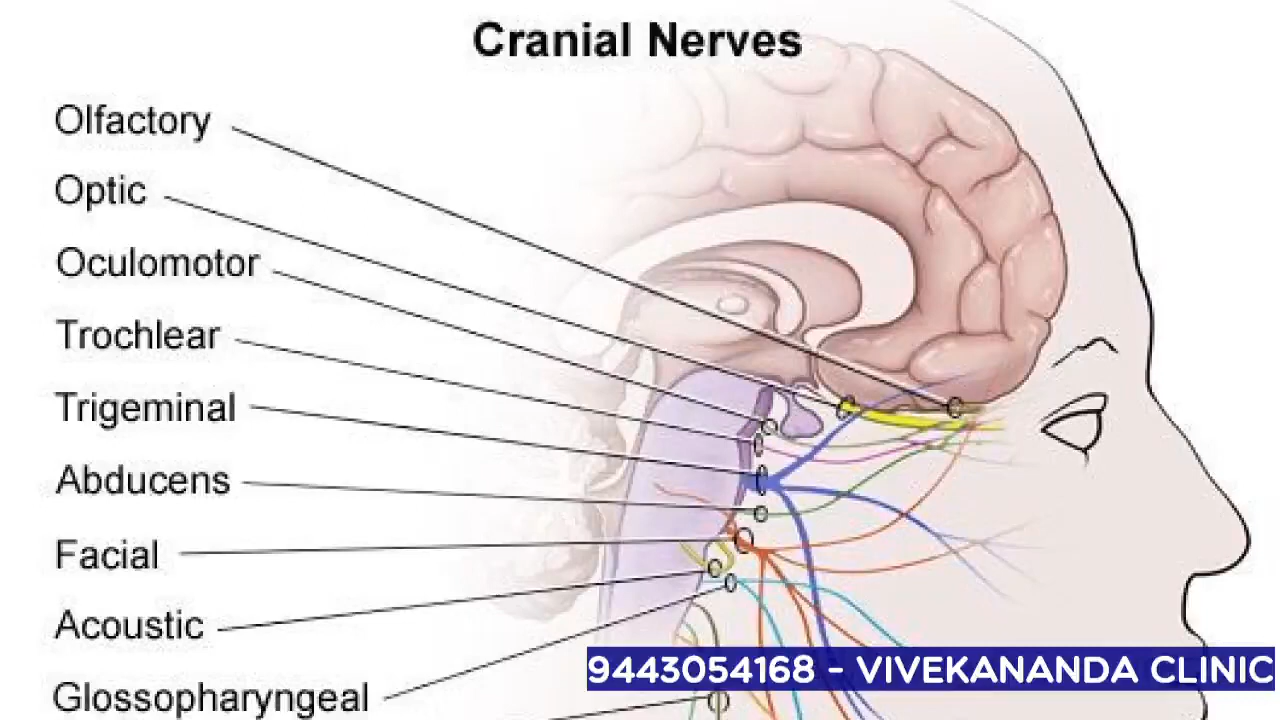 Cranial Nerves
Olfactory
Optic
Oculomotor
Trochlear
Trigeminal
Abducens
Facial
Acoustic
Glossopharyngeal
9443054168 - VIVEKANANDA CLINIC